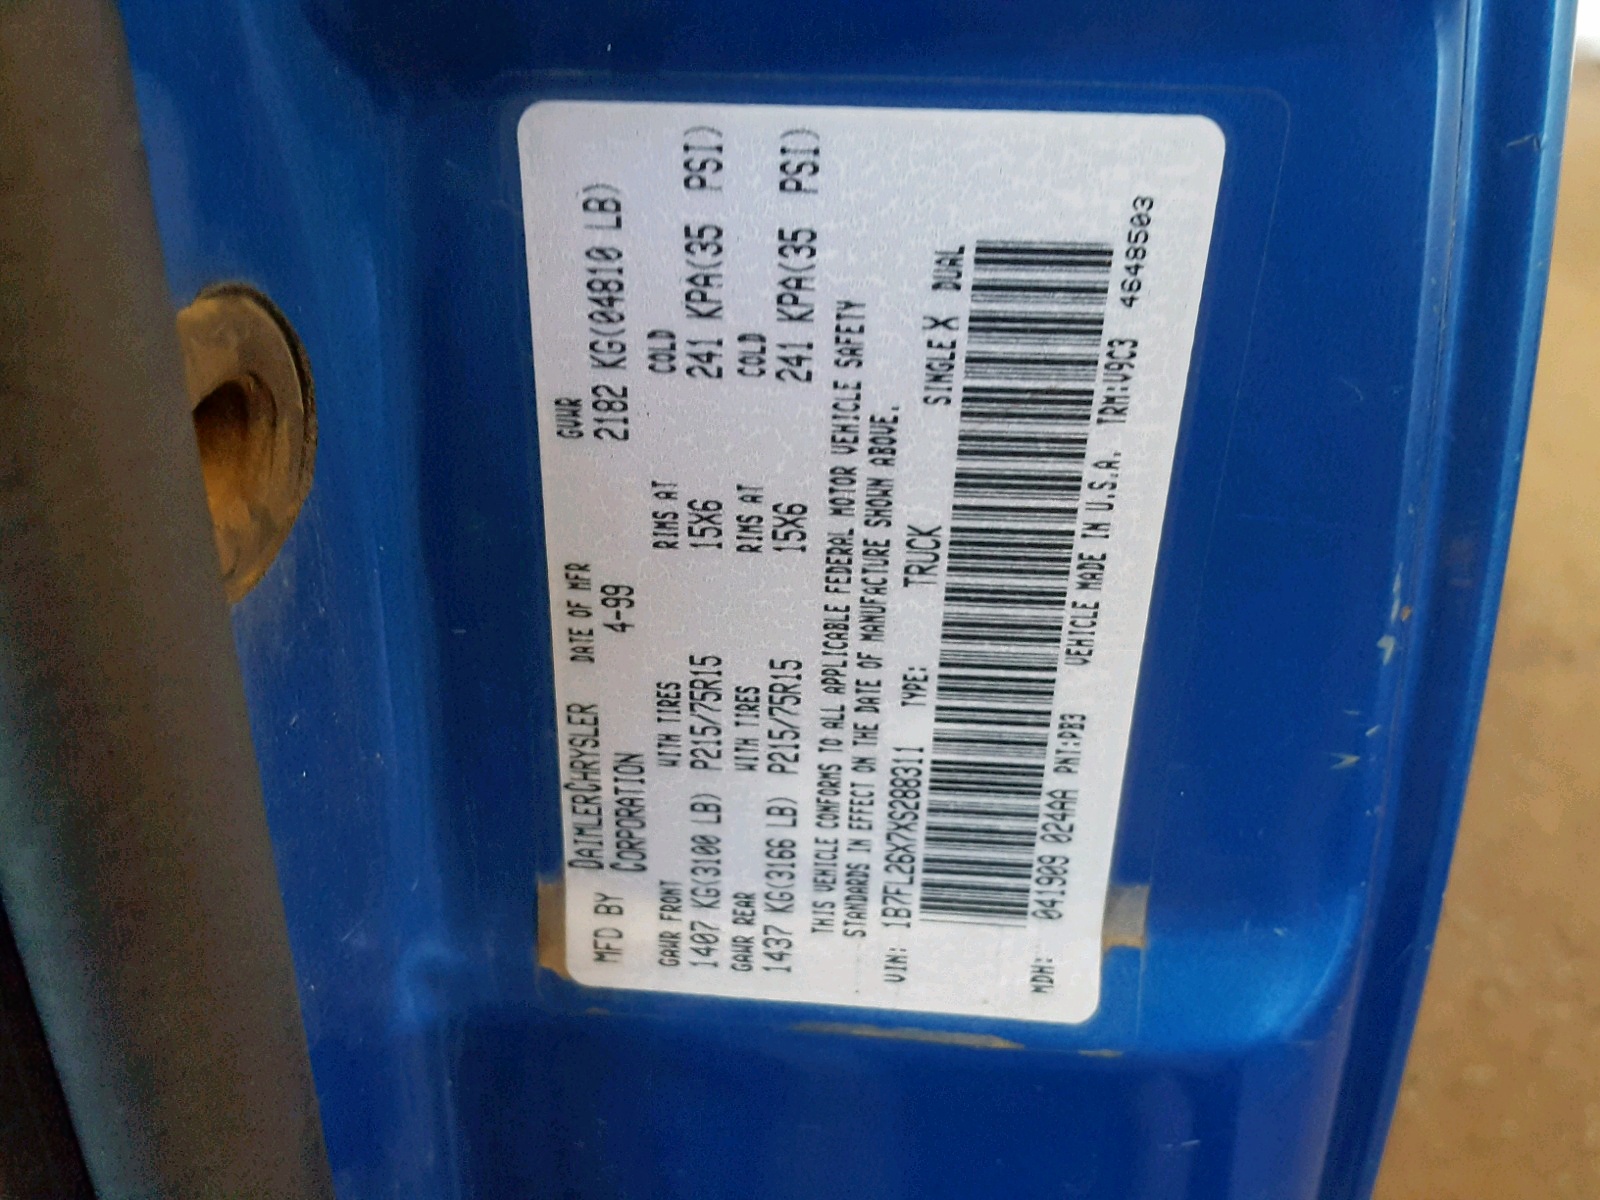 MFD BY DAIMLERCHRYSLER CORPORATION DATE OF MFR 4-99 GVWR 2182 KG(04810 LB)
GAWR FRONT WITH TIRES RIMS AT COLD
1407 KG(3100 LB) P215/75R15 15X6 241 KPA(35 PSI)
GAWR REAR WITH TIRES RIMS AT COLD
1437 KG(3166 LB) P215/75R15 15X6 241 KPA(35 PSI)
THIS VEHICLE CONFORMS TO ALL APPLICABLE FEDERAL MOTOR VEHICLE SAFETY
STANDARDS IN EFFECT ON THE DATE OF MANUFACTURE SHOWN ABOVE.
VIN: 1B7FL26X7XS288311 TYPE: TRUCK SINGLE X DUAL
MDH: 041909 024AA PNT:PB3 VEHICLE MADE IN U.S.A. TRM:V9C3 4648503